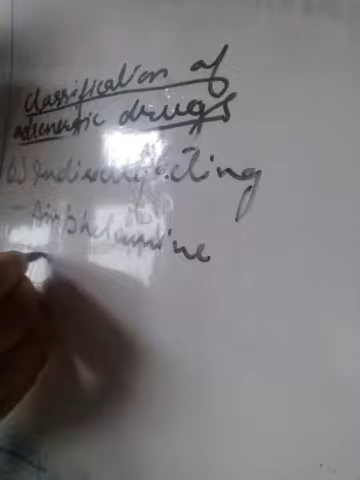 Classification of
adrenergic drugs
b) Indirectly acting
- Amphetamine